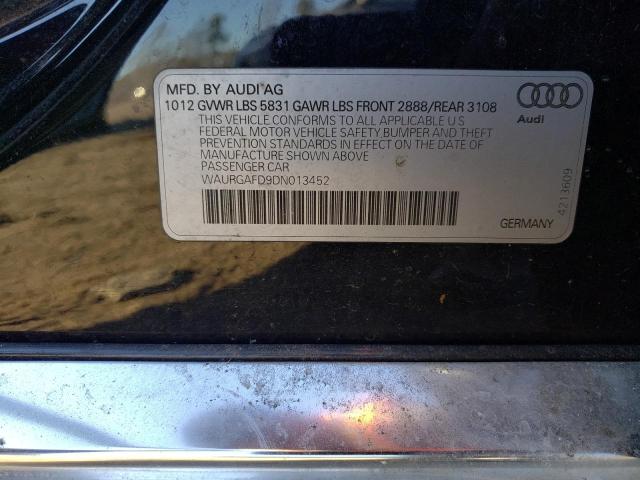 MFD. BY AUDI AG
1012 GVWR LBS 5831 GAWR LBS FRONT 2888/REAR 3108
THIS VEHICLE CONFORMS TO ALL APPLICABLE U S
FEDERAL MOTOR VEHICLE SAFETY,BUMPER AND THEFT
PREVENTION STANDARDS IN EFFECT ON THE DATE OF
MANUFACTURE SHOWN ABOVE
PASSENGER CAR
WAURGAFD9DN013452
Audi
GERMANY
4213609